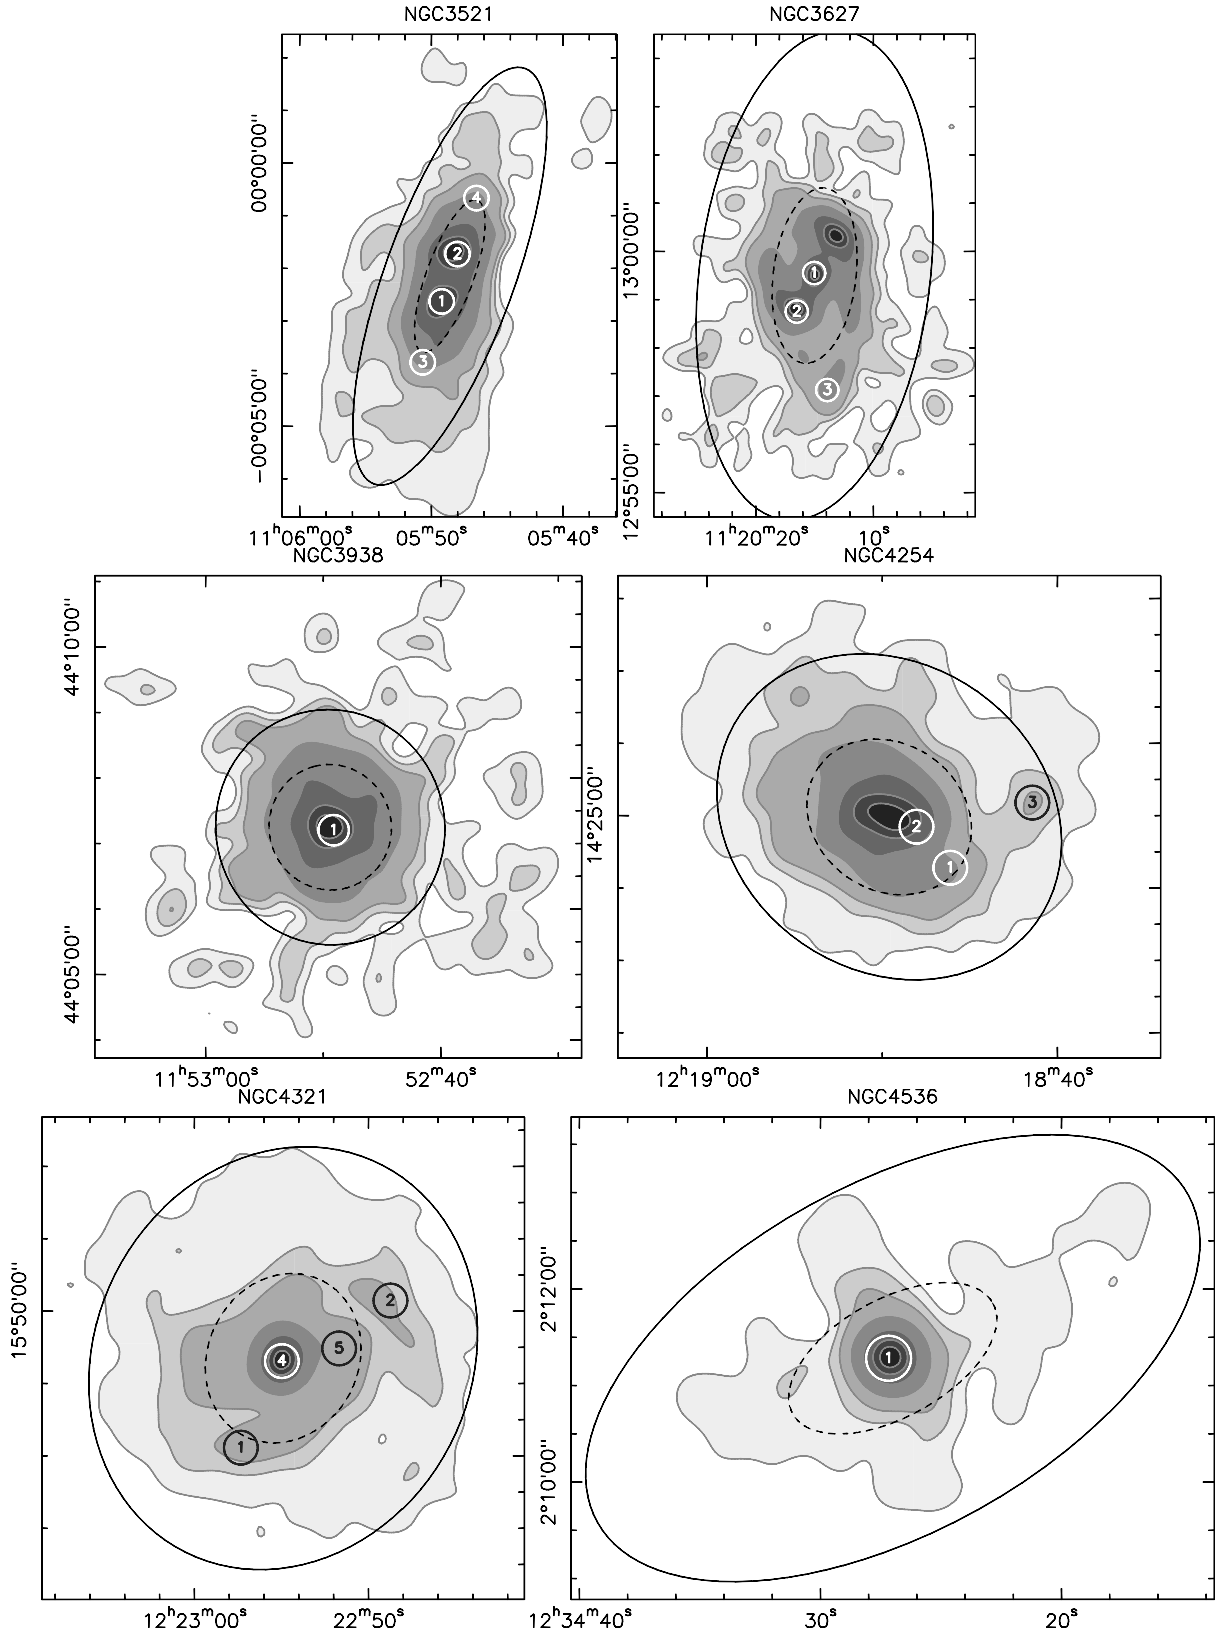 NGC3521
NGC3627
00°00'00''
−00°05'00''
4
2
1
3
11ʰ06ᵐ00ˢ
05ᵐ50ˢ
05ᵐ40ˢ
13°00'00''
12°55'00''
1
2
3
11ʰ20ᵐ20ˢ
10ˢ
NGC3938
NGC4254
44°10'00''
44°05'00''
1
11ʰ53ᵐ00ˢ
52ᵐ40ˢ
14°25'00''
3
2
1
12ʰ19ᵐ00ˢ
18ᵐ40ˢ
NGC4321
NGC4536
15°50'00''
2
5
4
1
12ʰ23ᵐ00ˢ
22ᵐ50ˢ
2°12'00''
2°10'00''
1
12ʰ34ᵐ40ˢ
30ˢ
20ˢ